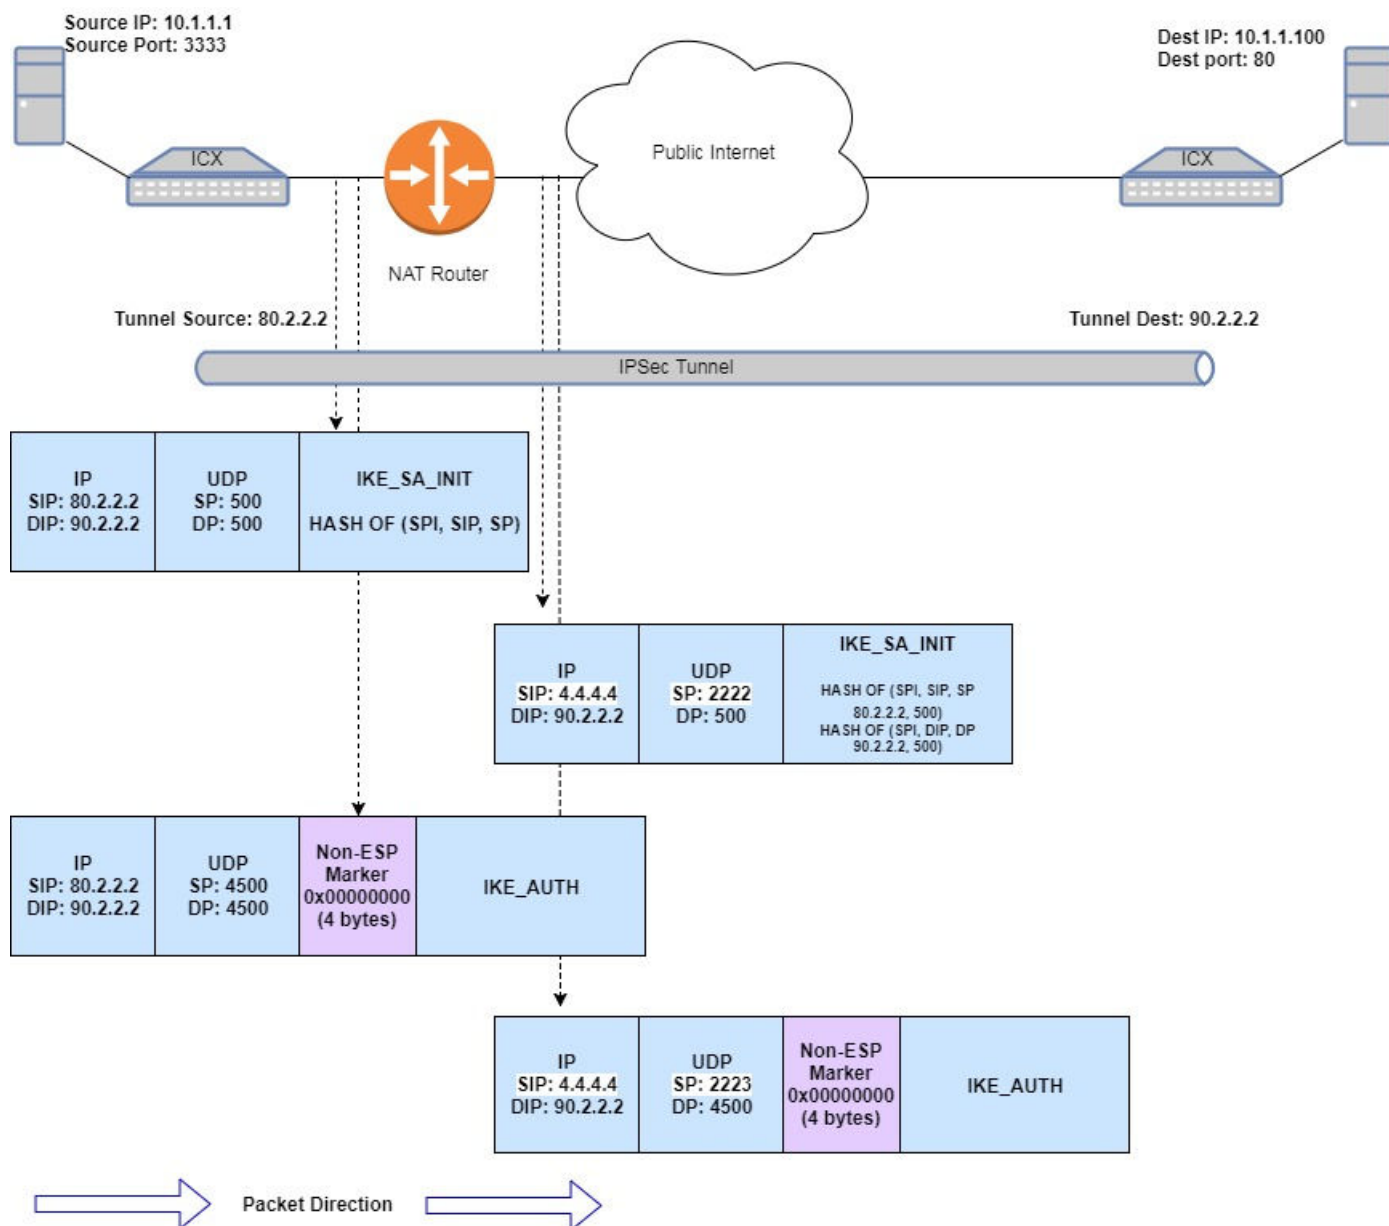 Source IP: 10.1.1.1
Source Port: 3333
Dest IP: 10.1.1.100
Dest port: 80
ICX
Public Internet
ICX
NAT Router
Tunnel Source: 80.2.2.2
Tunnel Dest: 90.2.2.2
IPSec Tunnel
IP
SIP: 80.2.2.2
DIP: 90.2.2.2
UDP
SP: 500
DP: 500
IKE_SA_INIT
HASH OF (SPI, SIP, SP)
IP
SIP: 4.4.4.4
DIP: 90.2.2.2
UDP
SP: 2222
DP: 500
IKE_SA_INIT
HASH OF (SPI, SIP, SP
80.2.2.2, 500)
HASH OF (SPI, DIP, DP
90.2.2.2, 500)
IP
SIP: 80.2.2.2
DIP: 90.2.2.2
UDP
SP: 4500
DP: 4500
Non-ESP
Marker
0x00000000
(4 bytes)
IKE_AUTH
IP
SIP: 4.4.4.4
DIP: 90.2.2.2
UDP
SP: 2223
DP: 4500
Non-ESP
Marker
0x00000000
(4 bytes)
IKE_AUTH
Packet Direction